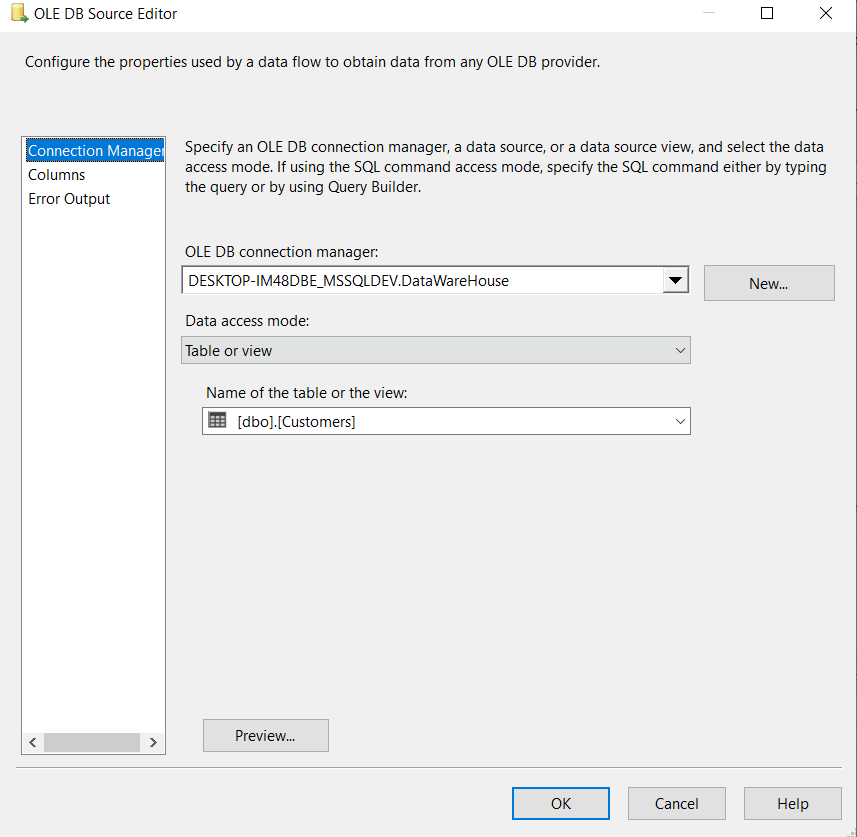 OLE DB Source Editor
Configure the properties used by a data flow to obtain data from any OLE DB provider.
Connection Manager
Columns
Error Output
Specify an OLE DB connection manager, a data source, or a data source view, and select the data
access mode. If using the SQL command access mode, specify the SQL command either by typing
the query or by using Query Builder.
OLE DB connection manager:
DESKTOP-IM48DBE_MSSQLDEV.DataWareHouse
New...
Data access mode:
Table or view
Name of the table or the view:
[dbo].[Customers]
Preview...
OK
Cancel
Help